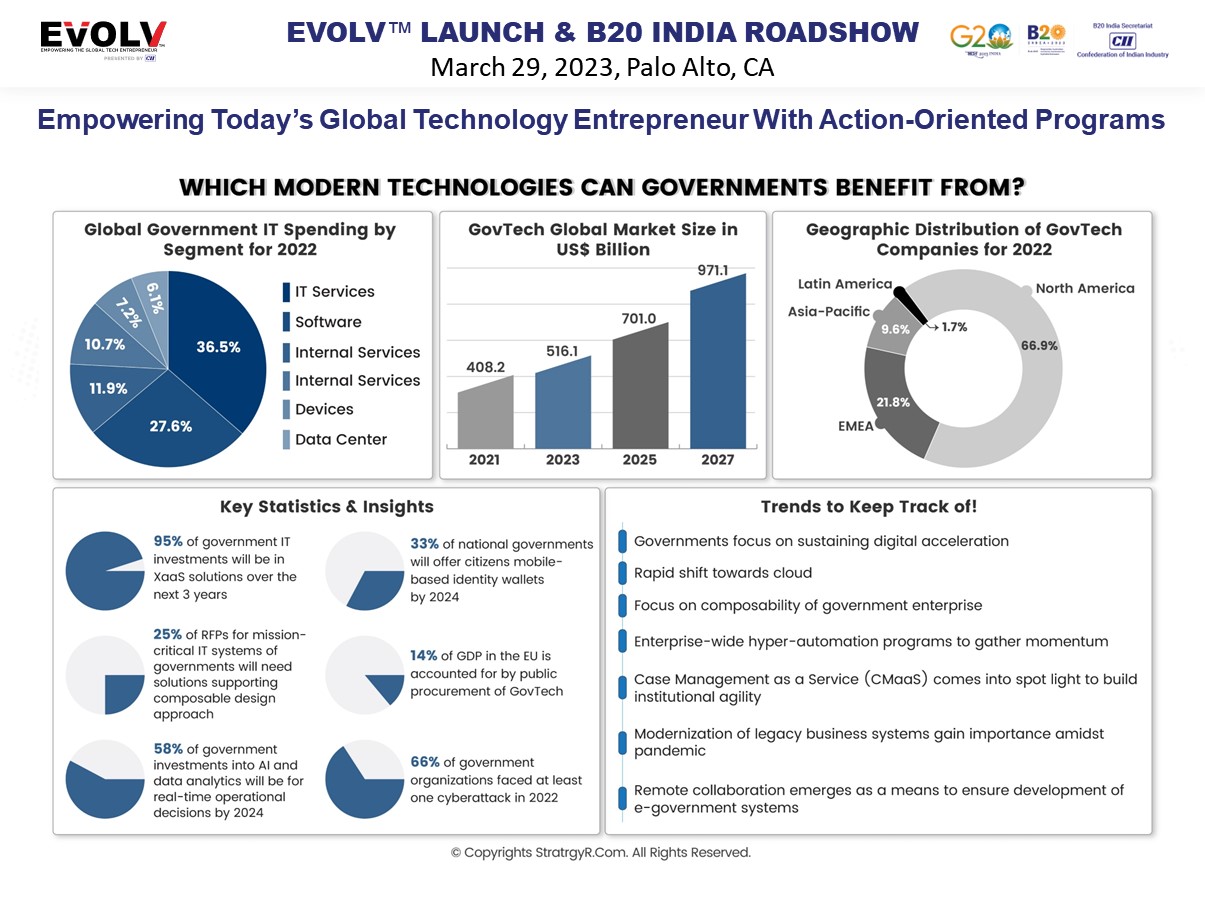 EVOLV™
EMPOWERING THE GLOBAL TECH ENTREPRENEUR
PRESENTED BY CII
EVOLV™ LAUNCH & B20 INDIA ROADSHOW
March 29, 2023, Palo Alto, CA
G20
B20
B20 India Secretariat
CII
Confederation of Indian Industry
Empowering Today's Global Technology Entrepreneur With Action-Oriented Programs
WHICH MODERN TECHNOLOGIES CAN GOVERNMENTS BENEFIT FROM?
Global Government IT Spending by
Segment for 2022
36.5%
27.6%
11.9%
10.7%
7.2%
6.1%
IT Services
Software
Internal Services
Internal Services
Devices
Data Center
GovTech Global Market Size in
US$ Billion
408.2
516.1
701.0
971.1
2021
2023
2025
2027
Geographic Distribution of GovTech
Companies for 2022
Latin America
North America
Asia-Pacific
9.6%
1.7%
66.9%
21.8%
EMEA
Key Statistics & Insights
95% of government IT
investments will be in
XaaS solutions over the
next 3 years
25% of RFPs for mission-
critical IT systems of
governments will need
solutions supporting
composable design
approach
58% of government
investments into AI and
data analytics will be for
real-time operational
decisions by 2024
33% of national governments
will offer citizens mobile-
based identity wallets
by 2024
14% of GDP in the EU is
accounted for by public
procurement of GovTech
66% of government
organizations faced at least
one cyberattack in 2022
Trends to Keep Track of!
Governments focus on sustaining digital acceleration
Rapid shift towards cloud
Focus on composability of government enterprise
Enterprise-wide hyper-automation programs to gather momentum
Case Management as a Service (CMaaS) comes into spot light to build
institutional agility
Modernization of legacy business systems gain importance amidst
pandemic
Remote collaboration emerges as a means to ensure development of
e-government systems
© Copyrights StratrgyR.Com. All Rights Reserved.